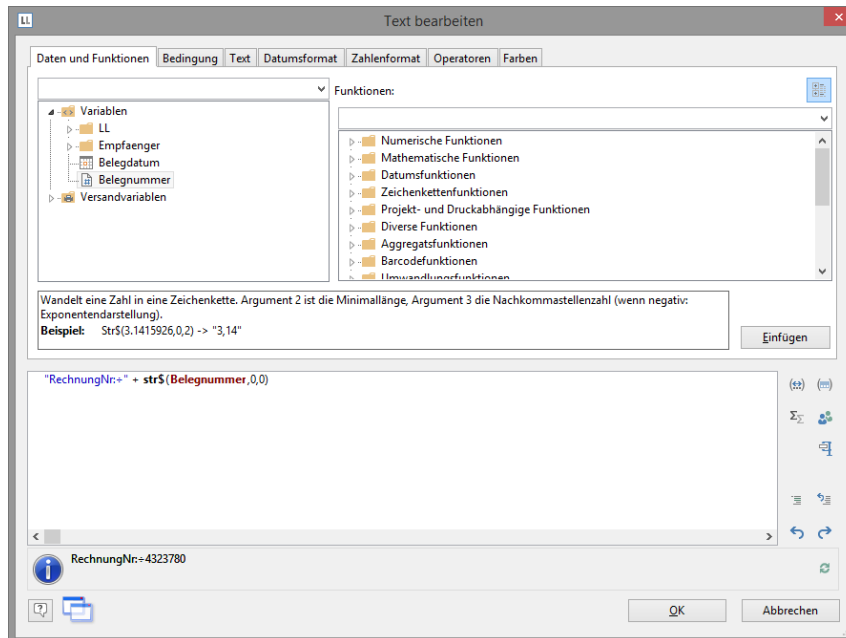 LL
Text bearbeiten
×
Daten und Funktionen Bedingung Text Datumsformat Zahlenformat Operatoren Farben
Funktionen:
Variablen
LL
Empfaenger
Belegdatum
Belegnummer
Versandvariablen
Numerische Funktionen
Mathematische Funktionen
Datumsfunktionen
Zeichenkettenfunktionen
Projekt- und Druckabhängige Funktionen
Diverse Funktionen
Aggregatsfunktionen
Barcodefunktionen
Umwandlungsfunktionen
Wandelt eine Zahl in eine Zeichenkette. Argument 2 ist die Minimallänge, Argument 3 die Nachkommastellenzahl (wenn negativ:
Exponentendarstellung).
Beispiel: Str$(3.1415926,0,2) -> "3,14"
Einfügen
"RechnungNr:÷" + str$(Belegnummer,0,0)
RechnungNr:÷4323780
OK
Abbrechen